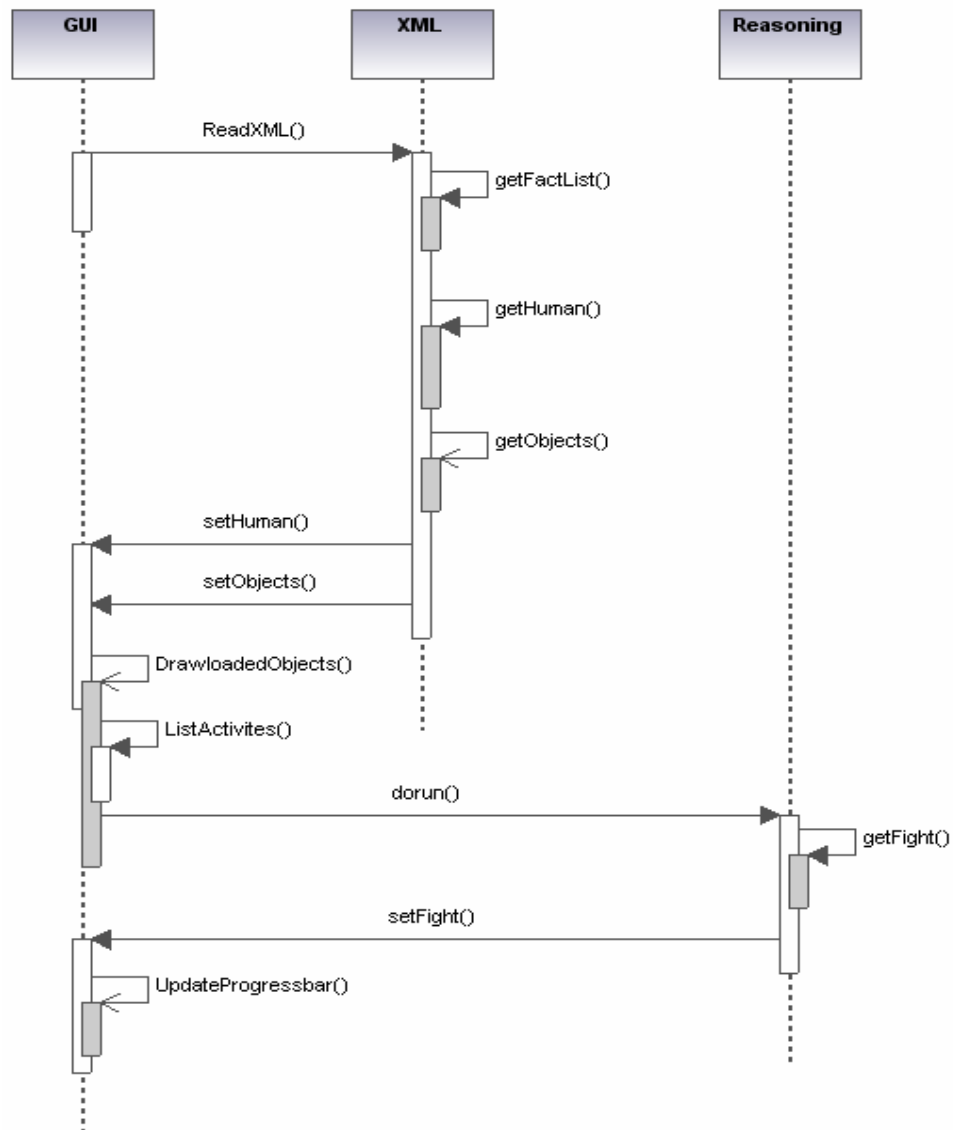 GUI
XML
Reasoning
ReadXML()
getFactList()
getHuman()
getObjects()
setHuman()
setObjects()
DrawloadedObjects()
ListActivites()
dorun()
getFight()
setFight()
UpdateProgressbar()